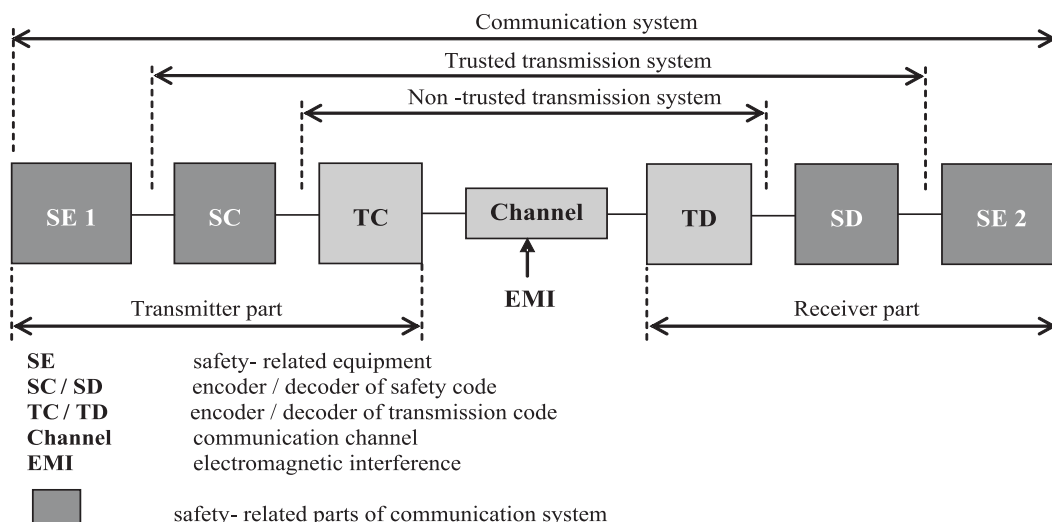 Communication system
Trusted transmission system
Non -trusted transmission system
SE 1 SC TC Channel TD SD SE 2
EMI
Transmitter part Receiver part
SE safety- related equipment
SC / SD encoder / decoder of safety code
TC / TD encoder / decoder of transmission code
Channel communication channel
EMI electromagnetic interference
safety- related parts of communication system